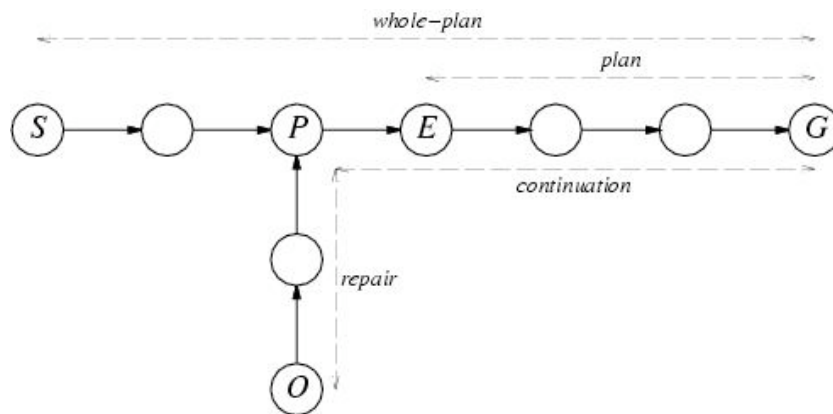 whole–plan
plan
S
P
E
G
continuation
repair
O